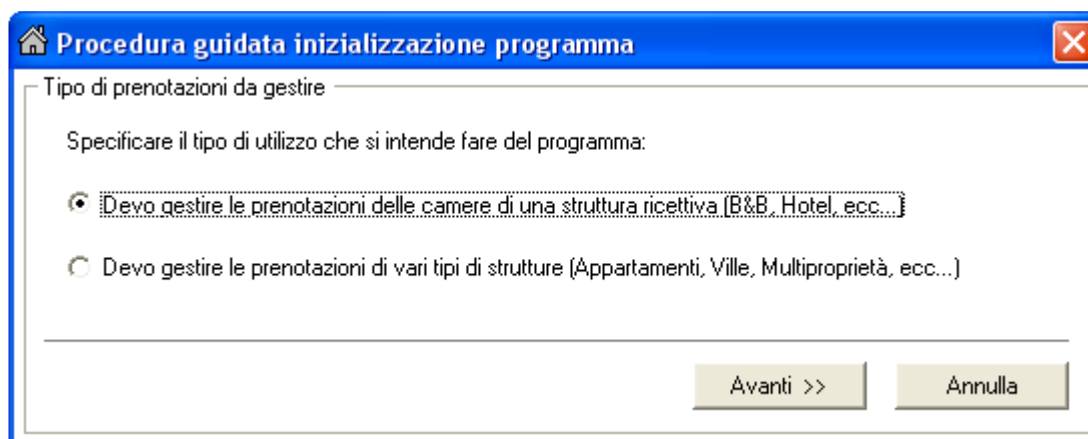 Procedura guidata inizializzazione programma
Tipo di prenotazioni da gestire
Specificare il tipo di utilizzo che si intende fare del programma:
Devo gestire le prenotazioni delle camere di una struttura ricettiva (B&B, Hotel, ecc...)
Devo gestire le prenotazioni di vari tipi di strutture (Appartamenti, Ville, Multiproprietà, ecc...)
Avanti >> Annulla